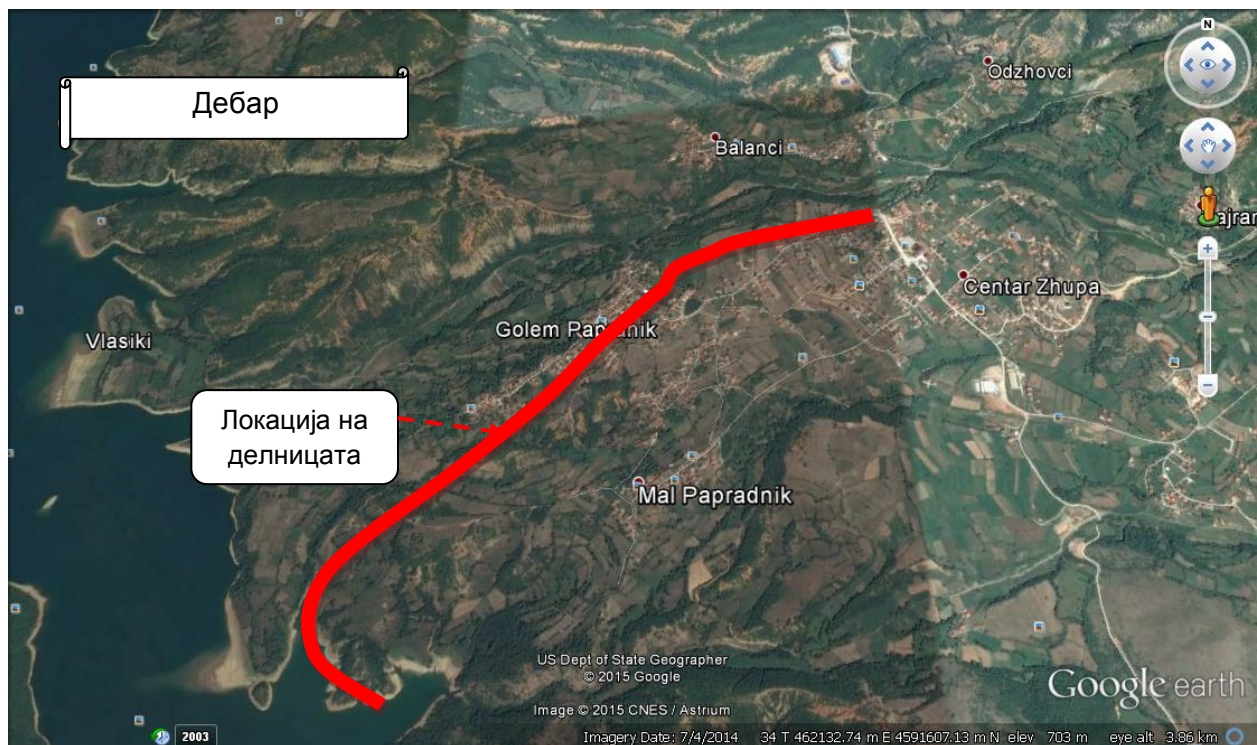 N
Дебар
Odzhovci
Balanci
ajran
Centar Zhupa
Golem Papradnik
Vlasiki
Локација на
делницата
Mal Papradnik
US Dept of State Geographer
© 2015 Google
Image © 2015 CNES / Astrium
Google earth
2003
Imagery Date: 7/4/2014 34 T 462132.74 m E 4591607.13 m N elev 703 m eye alt 3.86 km